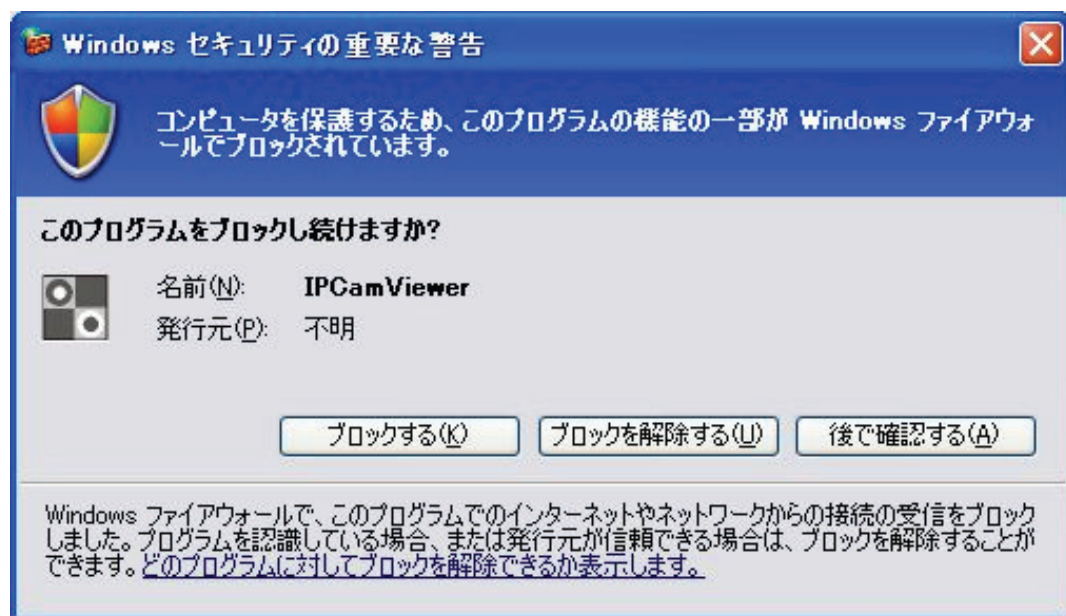 Windows セキュリティの重要な警告
コンピュータを保護するため、このプログラムの機能の一部が Windows ファイアウォ
ールでブロックされています。
このプログラムをブロックし続けますか?
名前(N): IPCamViewer
発行元(P): 不明
ブロックする(K) ブロックを解除する(U) 後で確認する(A)
Windows ファイアウォールで、このプログラムでのインターネットやネットワークからの接続の受信をブロック
しました。プログラムを認識している場合、または発行元が信頼できる場合は、ブロックを解除することが
できます。どのプログラムに対してブロックを解除できるか表示します。